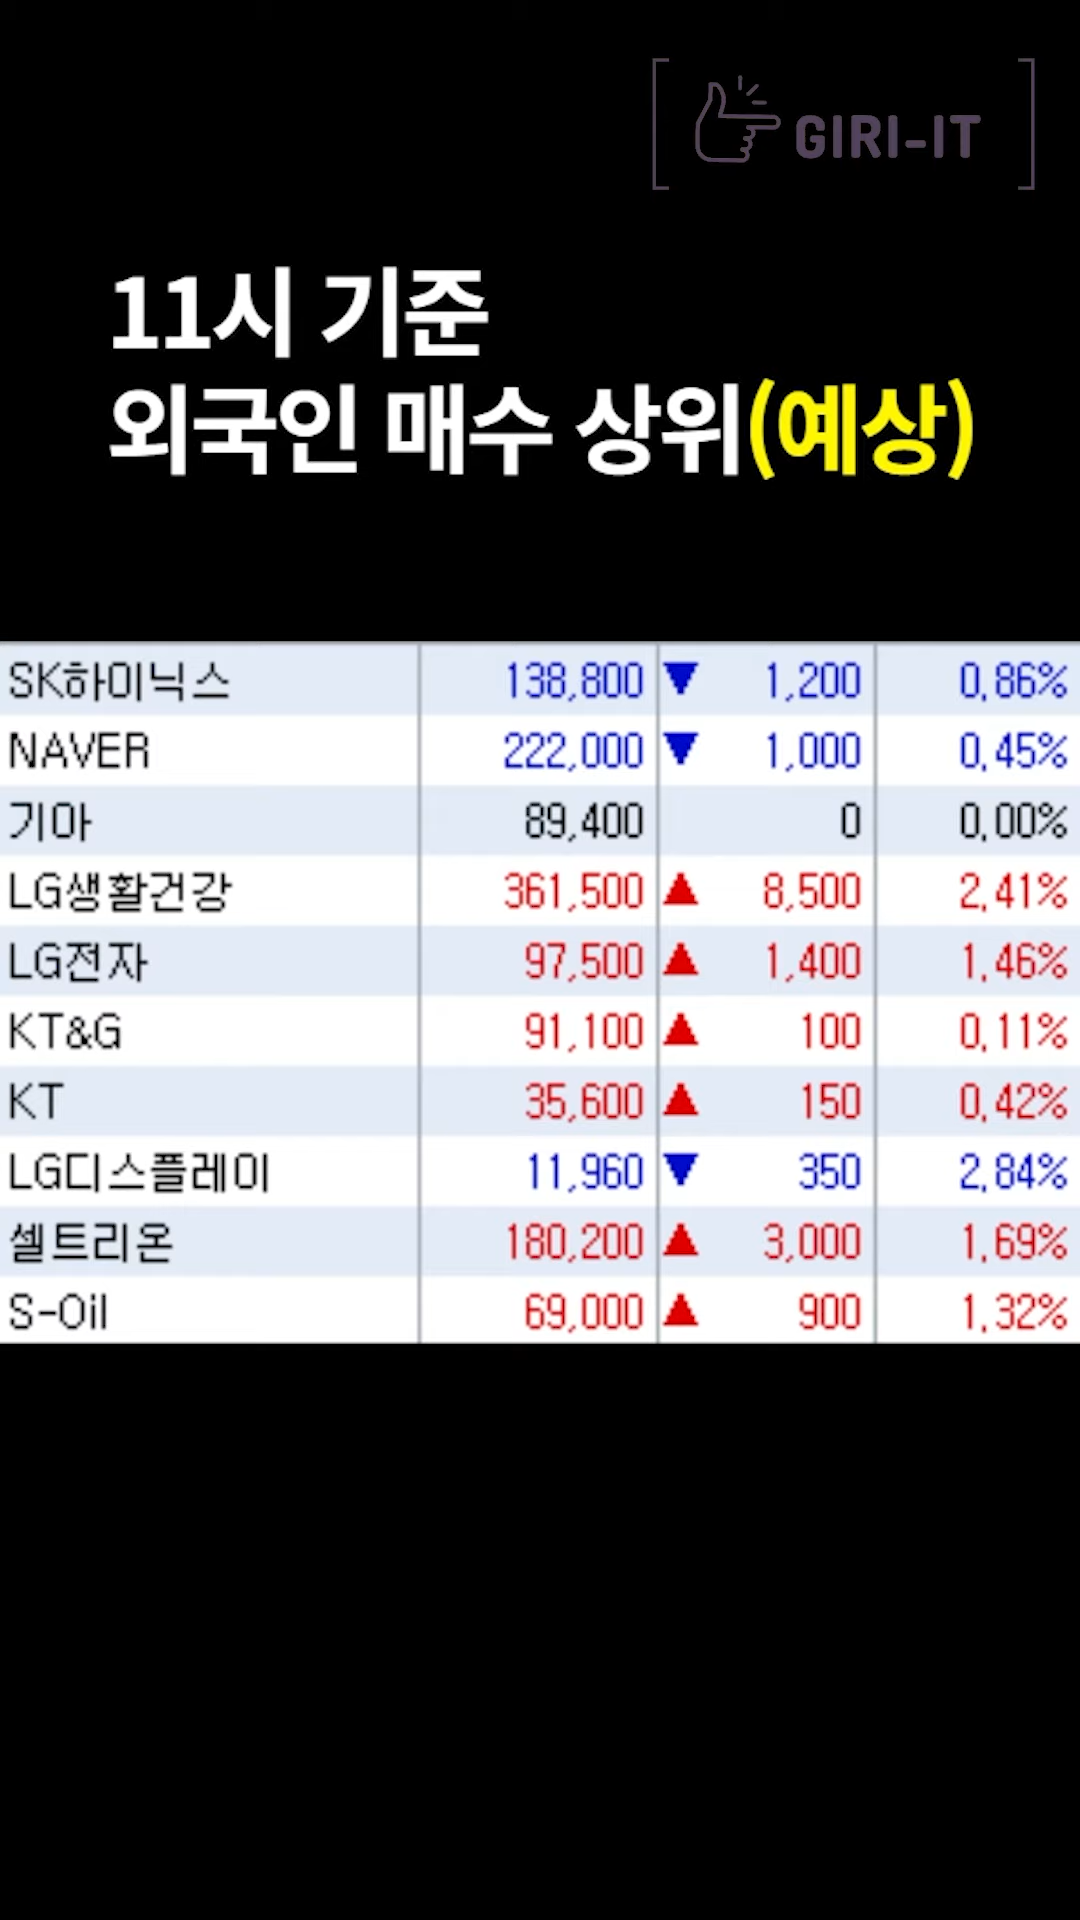 GIRI-IT
11시 기준
외국인 매수 상위(예상)
SK하이닉스 138,800 ▼ 1,200 0.86%
NAVER 222,000 ▼ 1,000 0.45%
기아 89,400 0 0.00%
LG생활건강 361,500 ▲ 8,500 2.41%
LG전자 97,500 ▲ 1,400 1.46%
KT&G 91,100 ▲ 100 0.11%
KT 35,600 ▲ 150 0.42%
LG디스플레이 11,960 ▼ 350 2.84%
셀트리온 180,200 ▲ 3,000 1.69%
S-Oil 69,000 ▲ 900 1.32%